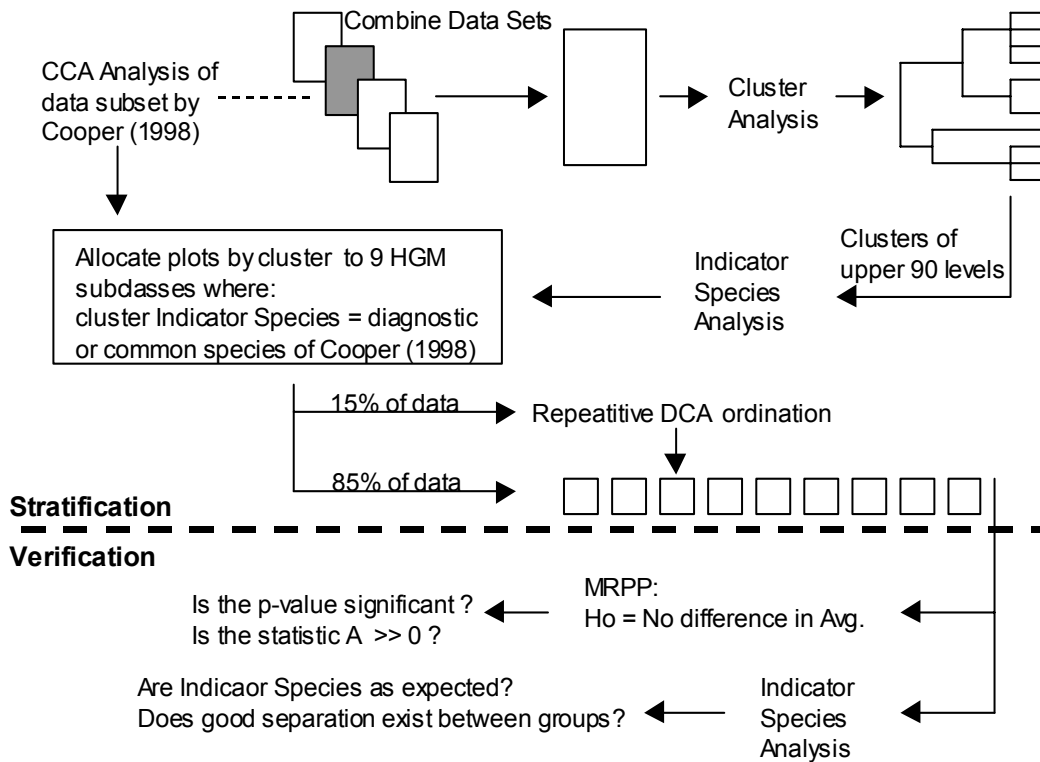 Combine Data Sets
CCA Analysis of
data subset by
Cooper (1998)
Cluster
Analysis
Clusters of
upper 90 levels
Indicator
Species
Analysis
Allocate plots by cluster to 9 HGM
subdasses where:
cluster Indicator Species = diagnostic
or common species of Cooper (1998)
15% of data
Repeatitive DCA ordination
85% of data
Stratification
Verification
MRPP:
Ho = No difference in Avg.
Is the p-value significant ?
Is the statistic A >> 0 ?
Are Indicaor Species as expected?
Does good separation exist between groups?
Indicator
Species
Analysis